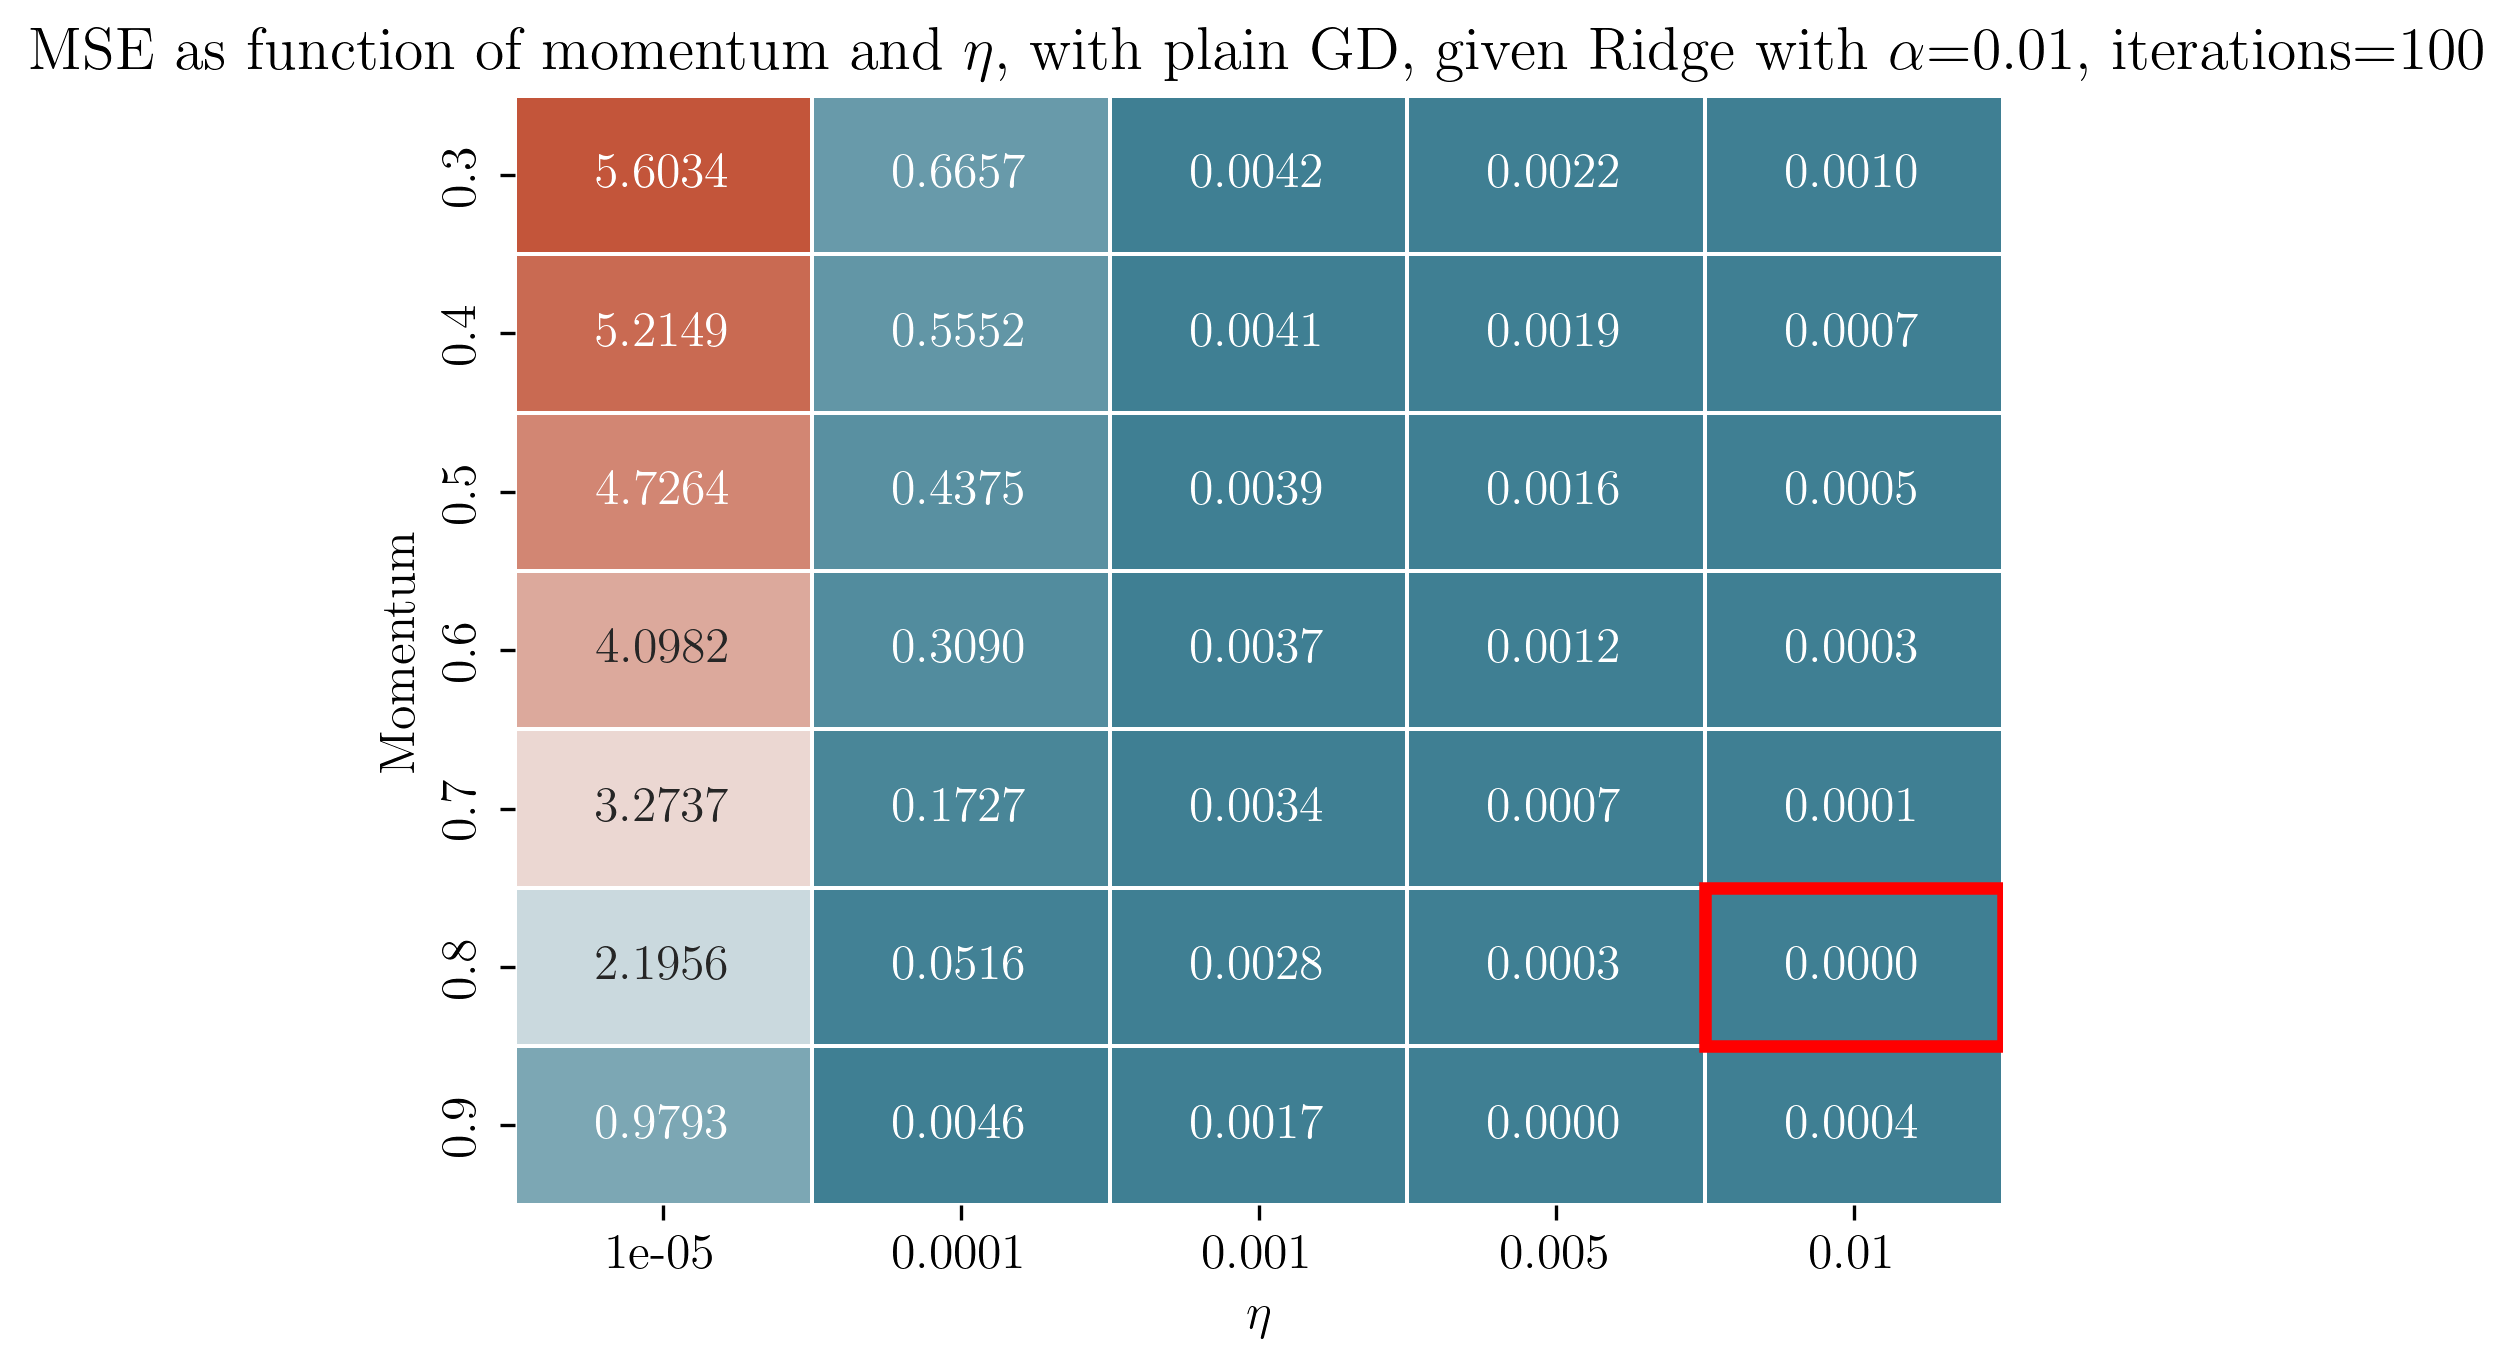 MSE as function of momentum and η, with plain GD, given Ridge with α=0.01, iterations=100
Momentum
0.3 5.6034 0.6657 0.0042 0.0022 0.0010
0.4 5.2149 0.5552 0.0041 0.0019 0.0007
0.5 4.7264 0.4375 0.0039 0.0016 0.0005
0.6 4.0982 0.3090 0.0037 0.0012 0.0003
0.7 3.2737 0.1727 0.0034 0.0007 0.0001
0.8 2.1956 0.0516 0.0028 0.0003 0.0000
0.9 0.9793 0.0046 0.0017 0.0000 0.0004
1e-05 0.0001 0.001 0.005 0.01
η